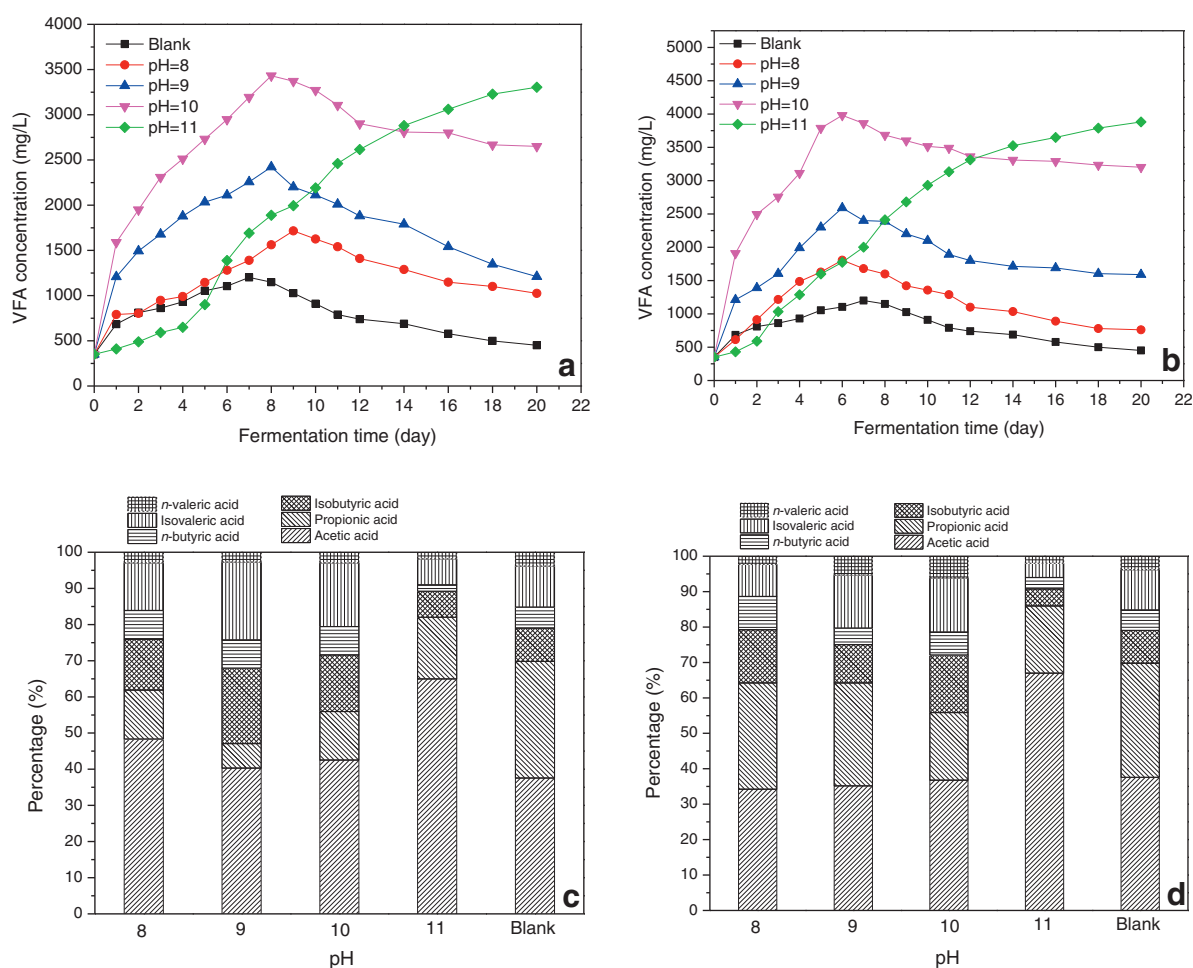 4000
3500
3000
2500
2000
1500
1000
500
0
VFA concentration (mg/L)
Blank
pH=8
pH=9
pH=10
pH=11
a
0 2 4 6 8 10 12 14 16 18 20 22
Fermentation time (day)
5000
4500
4000
3500
3000
2500
2000
1500
1000
500
0
VFA concentration (mg/L)
Blank
pH=8
pH=9
pH=10
pH=11
b
0 2 4 6 8 10 12 14 16 18 20 22
Fermentation time (day)
n-valeric acid Isobutyric acid
Isovaleric acid Propionic acid
n-butyric acid Acetic acid
100
90
80
70
60
50
40
30
20
10
0
Percentage (%)
c
8 9 10 11 Blank
pH
n-valeric acid Isobutyric acid
Isovaleric acid Propionic acid
n-butyric acid Acetic acid
100
90
80
70
60
50
40
30
20
10
0
Percentage (%)
d
8 9 10 11 Blank
pH